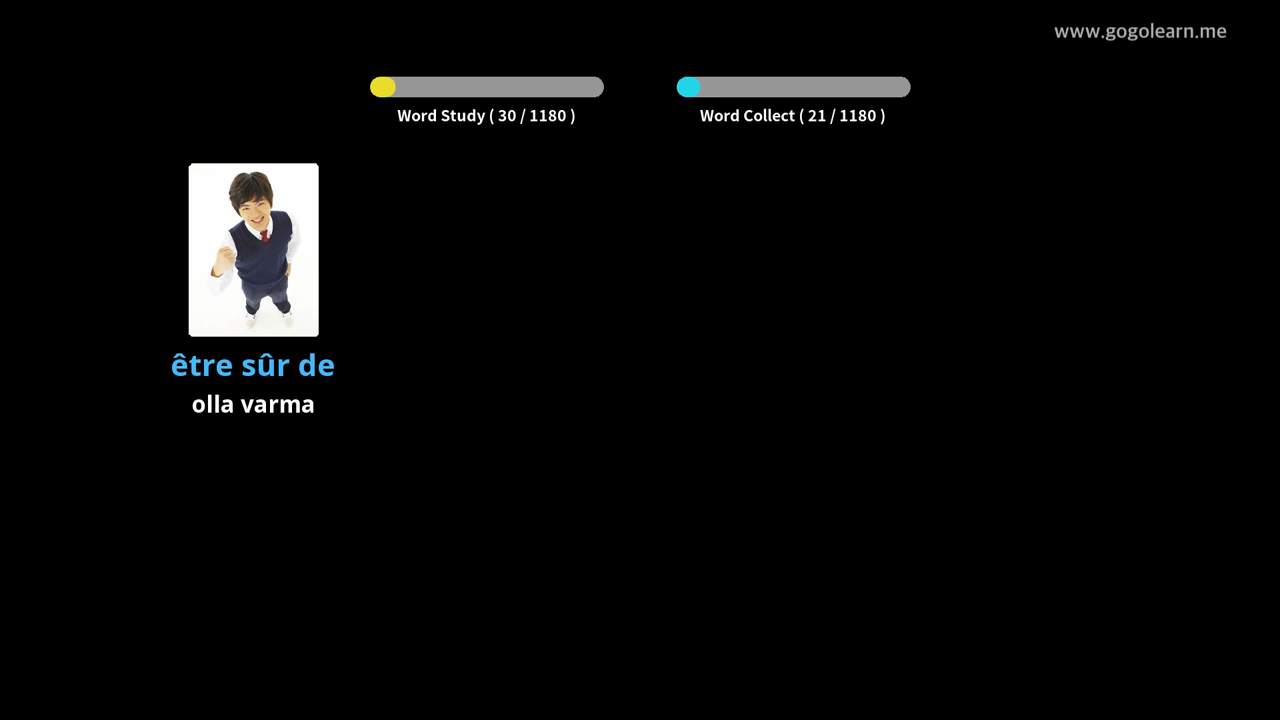 www.gogolearn.me
Word Study ( 30 / 1180 )
Word Collect ( 21 / 1180 )
être sûr de
olla varma